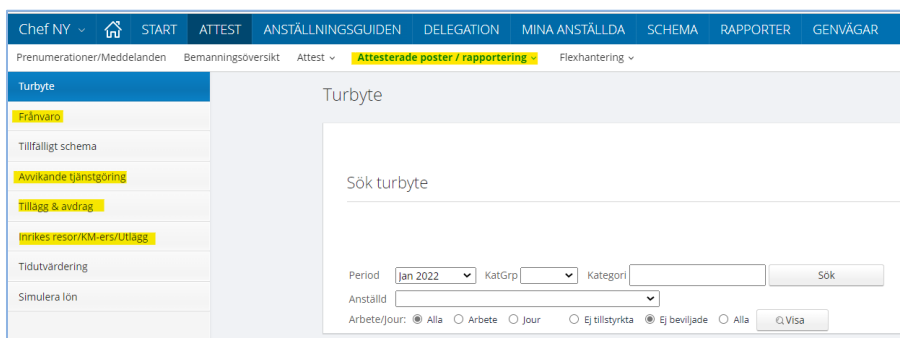 Chef NY START ATTEST ANSTÄLLNINGSGUIDEN DELEGATION MINA ANSTÄLLDA SCHEMA RAPPORTER GENVÄGAR
Prenumerationer/Meddelanden Bemanningsöversikt Attest Attesterade poster / rapportering Flexhantering
Turbyte
Frånvaro
Tillfälligt schema
Avvikande tjänstgöring
Tillägg & avdrag
Inrikes resor/KM-ers/Utlägg
Tidutvärdering
Simulera lön
Turbyte
Sök turbyte
Period Jan 2022 KatGrp Kategori Sök
Anställd
Arbete/Jour: Alla Arbete Jour Ej tillstyrkta Ej beviljade Alla Visa